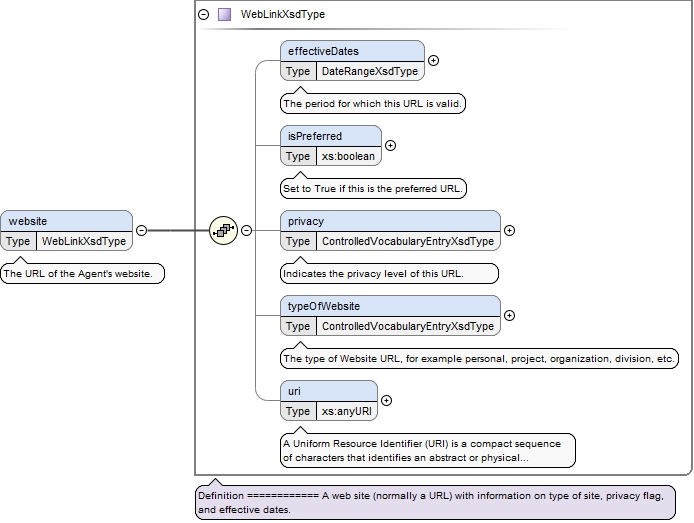 WebLinkXsdType
effectiveDates
Type DateRangeXsdType
The period for which this URL is valid.
isPreferred
Type xs:boolean
Set to True if this is the preferred URL.
website
Type WebLinkXsdType
The URL of the Agent's website.
privacy
Type ControlledVocabularyEntryXsdType
Indicates the privacy level of this URL.
typeOfWebsite
Type ControlledVocabularyEntryXsdType
The type of Website URL, for example personal, project, organization, division, etc.
uri
Type xs:anyURI
A Uniform Resource Identifier (URI) is a compact sequence
of characters that identifies an abstract or physical...
Definition ============ A web site (normally a URL) with information on type of site, privacy flag,
and effective dates.